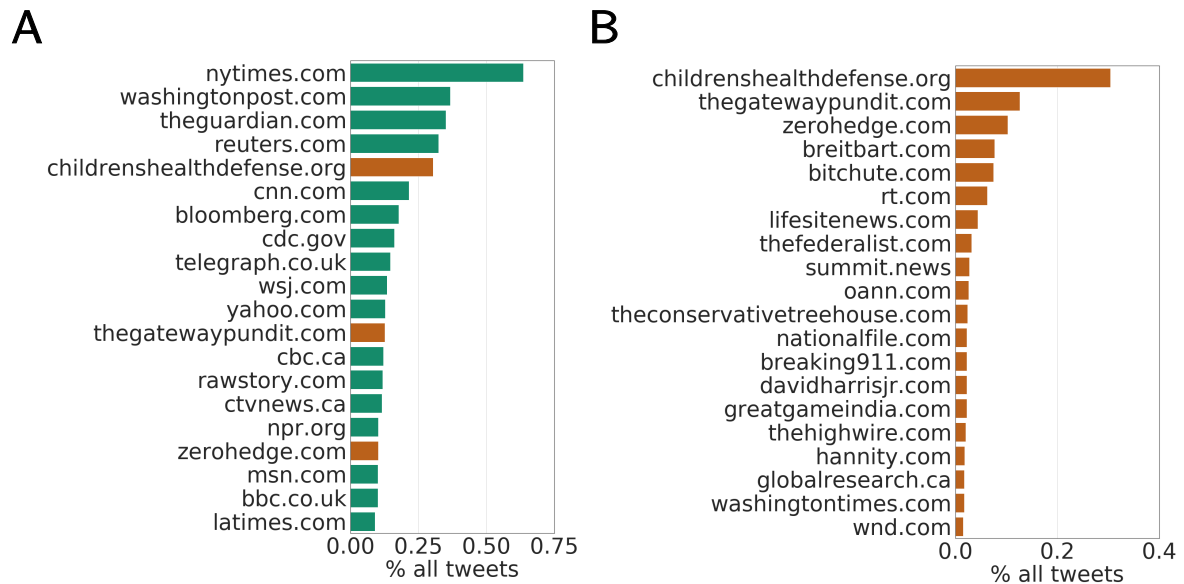 A
nytimes.com
washingtonpost.com
theguardian.com
reuters.com
childrenshealthdefense.org
cnn.com
bloomberg.com
cdc.gov
telegraph.co.uk
wsj.com
yahoo.com
thegatewaypundit.com
cbc.ca
rawstory.com
ctvnews.ca
npr.org
zerohedge.com
msn.com
bbc.co.uk
latimes.com
0.00 0.25 0.50 0.75
% all tweets
B
childrenshealthdefense.org
thegatewaypundit.com
zerohedge.com
breitbart.com
bitchute.com
rt.com
lifesitenews.com
thefederalist.com
summit.news
oann.com
theconservativetreehouse.com
nationalfile.com
breaking911.com
davidharrisjr.com
greatgameindia.com
thehighwire.com
hannity.com
globalresearch.ca
washingtontimes.com
wnd.com
0.0 0.2 0.4
% all tweets